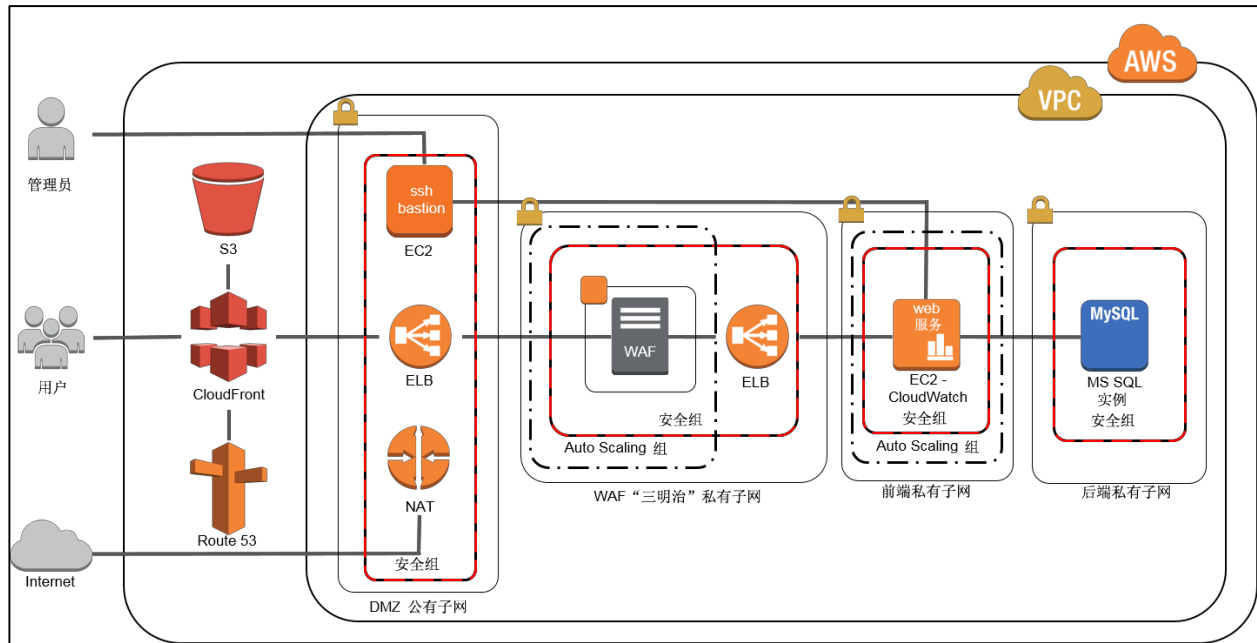 AWS
VPC
管理员
S3
ssh
bastion
EC2
用户
CloudFront
ELB
WAF
ELB
安全组
Auto Scaling 组
WAF“三明治”私有子网
web
服务
EC2 -
CloudWatch
安全组
Auto Scaling 组
前端私有子网
MySQL
MS SQL
实例
安全组
后端私有子网
NAT
安全组
DMZ 公有子网
Route 53
Internet